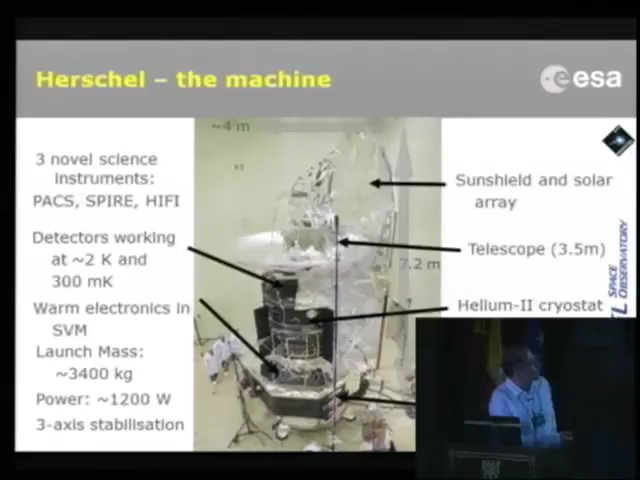 Herschel – the machine
esa
~4 m
3 novel science
instruments:
PACS, SPIRE, HIFI
Detectors working
at ~2 K and
300 mK
Warm electronics in
SVM
Launch Mass:
~3400 kg
Power: ~1200 W
3-axis stabilisation
Sunshield and solar
array
Telescope (3.5m)
7.2 m
Helium-II cryostat
SPACE
OBSERVATORY